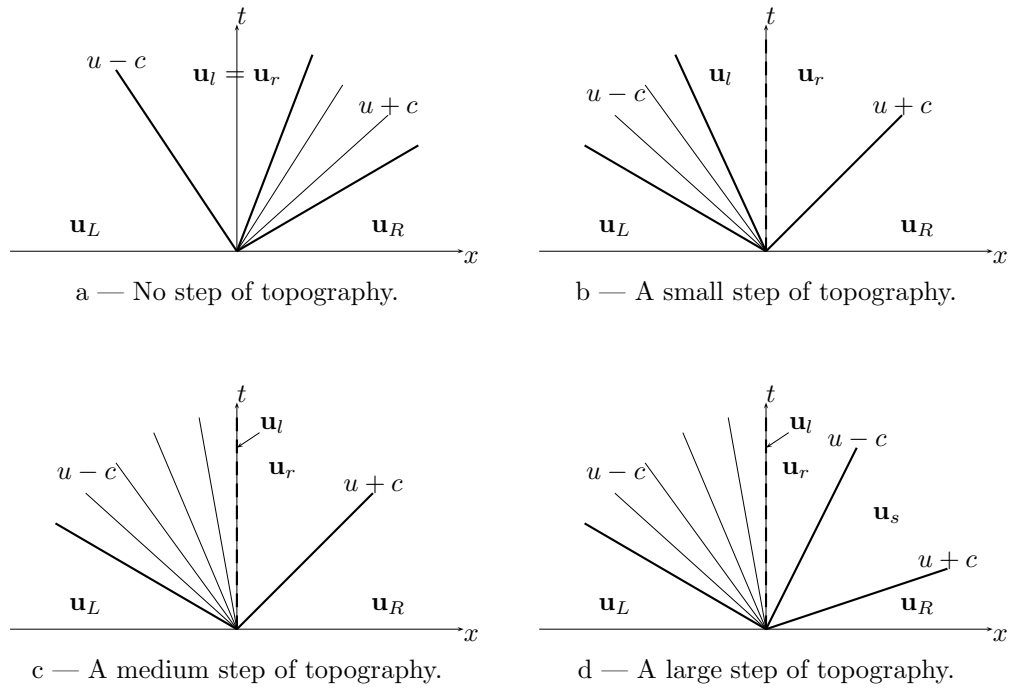 t
u − c
𝐮_l = 𝐮_r
u + c
𝐮_L
𝐮_R
x
a — No step of topography.
t
𝐮_l
𝐮_r
u − c
u + c
𝐮_L
𝐮_R
x
b — A small step of topography.
t
𝐮_l
u − c
𝐮_r
u + c
𝐮_L
𝐮_R
x
c — A medium step of topography.
t
𝐮_l
u − c
u − c
𝐮_r
𝐮_s
u + c
𝐮_L
𝐮_R
x
d — A large step of topography.